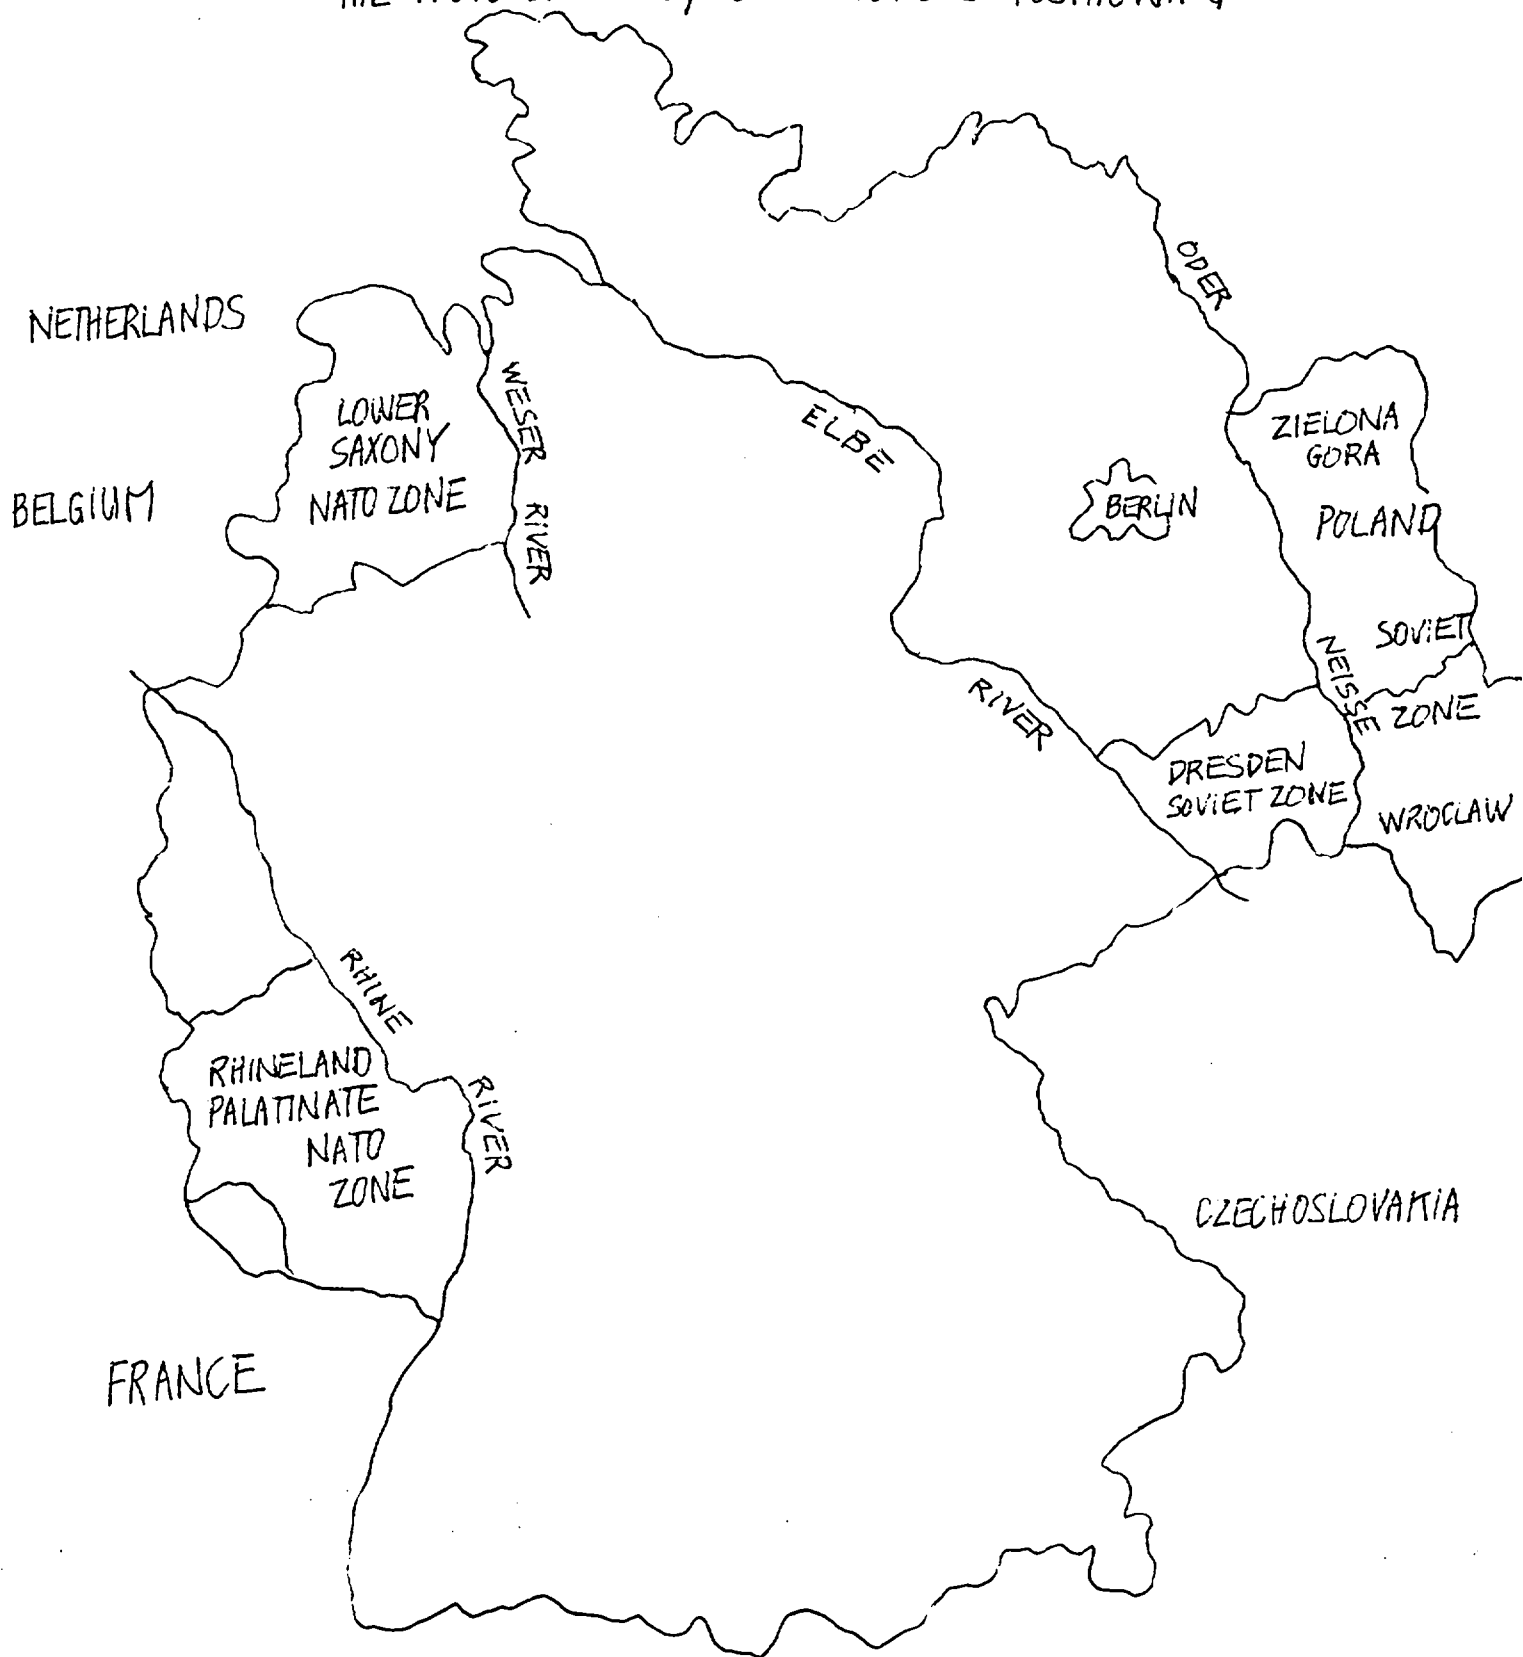 NETHERLANDS
ODER
WESER RIVER
LOWER
SAXONY
NATO ZONE
ELBE RIVER
ZIELONA
GORA
BELGIUM
BERLIN
POLAND
SOVIET
ZONE
NEISSE
DRESDEN
SOVIET ZONE
WROCLAW
RHINE RIVER
RHINELAND
PALATINATE
NATO
ZONE
CZECHOSLOVAKIA
FRANCE